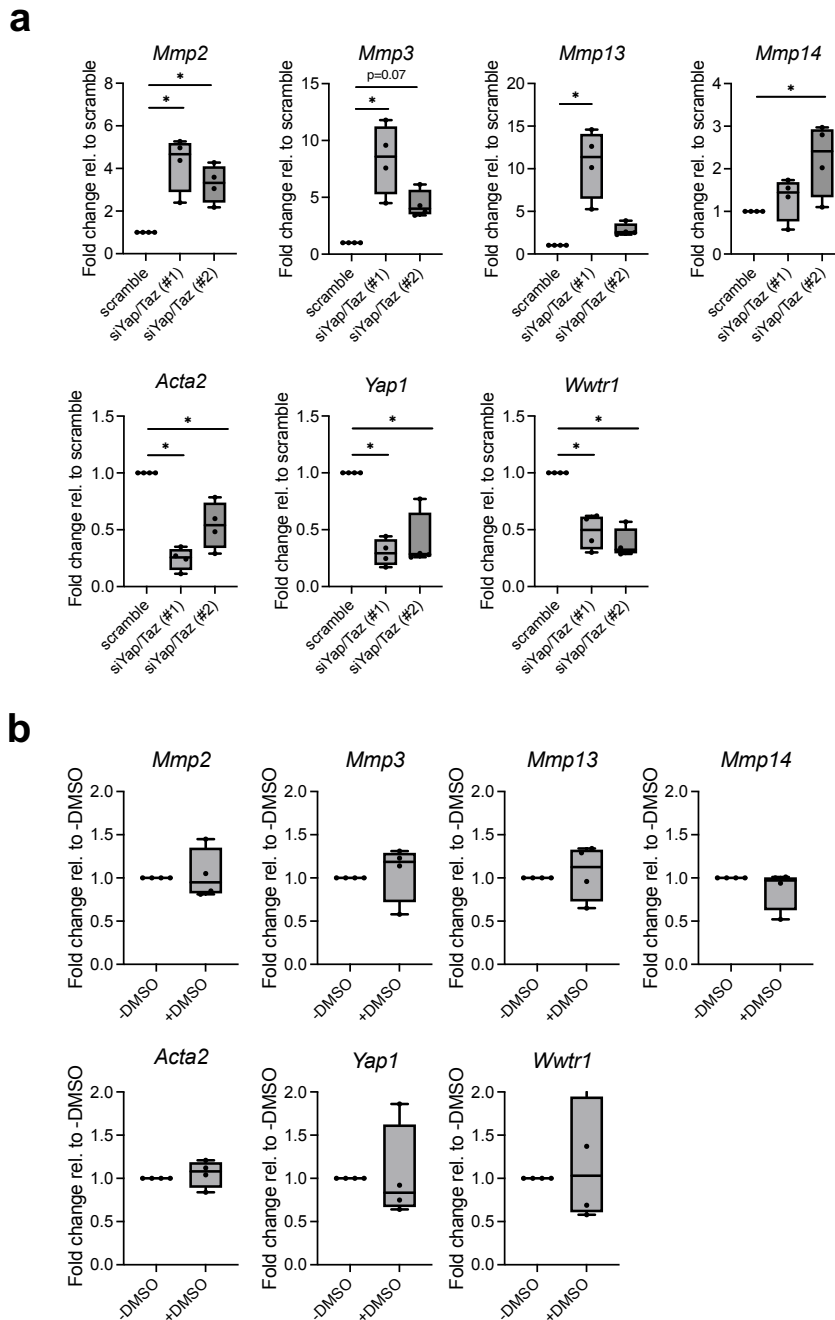 a
Mmp2
Mmp3
Mmp13
Mmp14
Fold change rel. to scramble
8
6
4
2
0
*
*
scramble
siYap/Taz (#1)
siYap/Taz (#2)
Fold change rel. to scramble
15
10
5
0
p=0.07
*
scramble
siYap/Taz (#1)
siYap/Taz (#2)
Fold change rel. to scramble
20
15
10
5
0
*
scramble
siYap/Taz (#1)
siYap/Taz (#2)
Fold change rel. to scramble
4
3
2
1
0
*
scramble
siYap/Taz (#1)
siYap/Taz (#2)
Acta2
Yap1
Wwtr1
Fold change rel. to scramble
1.5
1.0
0.5
0.0
*
*
scramble
siYap/Taz (#1)
siYap/Taz (#2)
Fold change rel. to scramble
1.5
1.0
0.5
0.0
*
*
scramble
siYap/Taz (#1)
siYap/Taz (#2)
Fold change rel. to scramble
1.5
1.0
0.5
0.0
*
*
scramble
siYap/Taz (#1)
siYap/Taz (#2)
b
Mmp2
Mmp3
Mmp13
Mmp14
Fold change rel. to -DMSO
2.0
1.5
1.0
0.5
0.0
-DMSO
+DMSO
Fold change rel. to -DMSO
2.0
1.5
1.0
0.5
0.0
-DMSO
+DMSO
Fold change rel. to -DMSO
2.0
1.5
1.0
0.5
0.0
-DMSO
+DMSO
Fold change rel. to -DMSO
2.0
1.5
1.0
0.5
0.0
-DMSO
+DMSO
Acta2
Yap1
Wwtr1
Fold change rel. to -DMSO
2.0
1.5
1.0
0.5
0.0
-DMSO
+DMSO
Fold change rel. to -DMSO
2.0
1.5
1.0
0.5
0.0
-DMSO
+DMSO
Fold change rel. to -DMSO
2.0
1.5
1.0
0.5
0.0
-DMSO
+DMSO